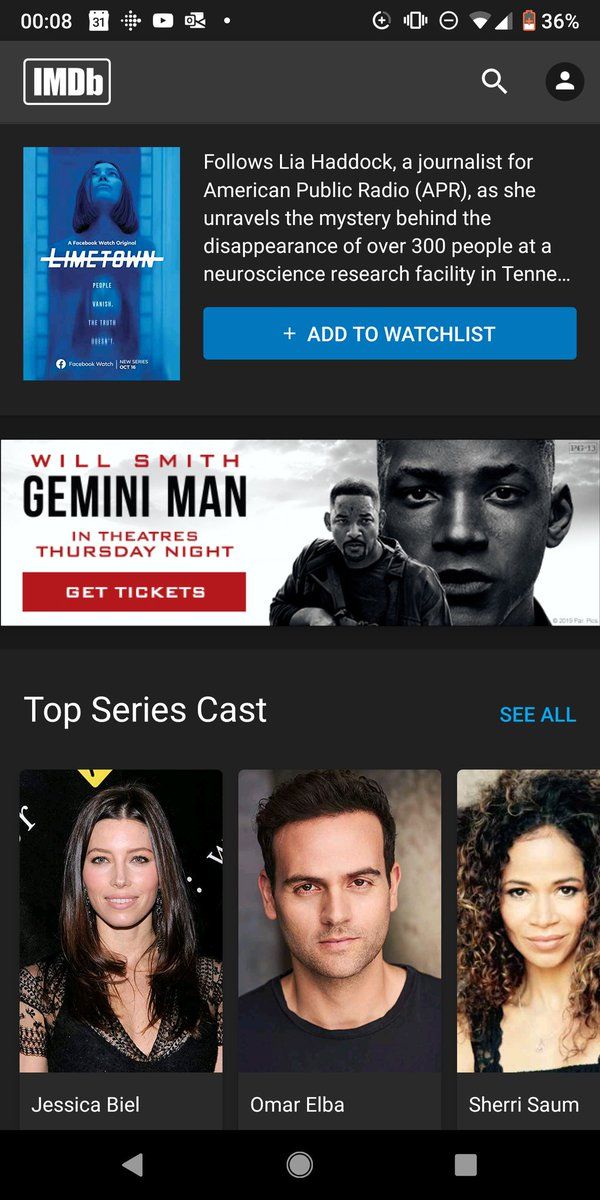 00:08
31
36%
IMDb
A Facebook Watch Original
LIMETOWN
PEOPLE
VANISH.
THE TRUTH
DOESN'T.
Facebook Watch | NEW SERIES
OCT 16
Follows Lia Haddock, a journalist for
American Public Radio (APR), as she
unravels the mystery behind the
disappearance of over 300 people at a
neuroscience research facility in Tenne…
+ ADD TO WATCHLIST
WILL SMITH
GEMINI MAN
IN THEATRES
THURSDAY NIGHT
GET TICKETS
PG-13
© 2019 Par. Pics
Top Series Cast
SEE ALL
Jessica Biel
Omar Elba
Sherri Saum